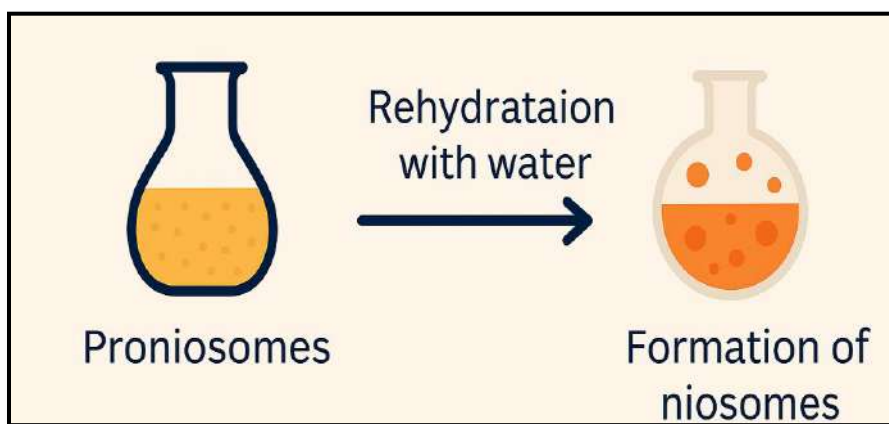 Rehydrataion
with water
Proniosomes
Formation of
niosomes